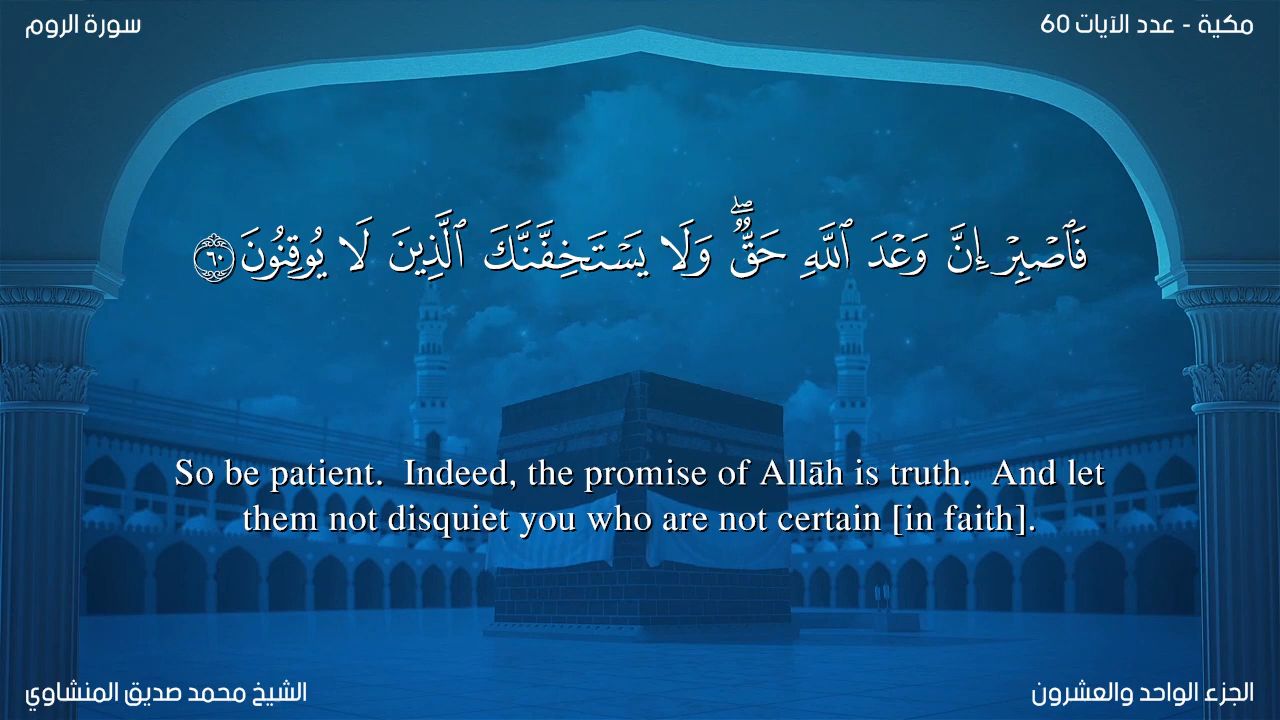 مكية - عدد الآيات 60
سورة الروم
فَٱصْبِرْ إِنَّ وَعْدَ ٱللَّهِ حَقٌّۖ وَلَا يَسْتَخِفَّنَّكَ ٱلَّذِينَ لَا يُوقِنُونَ ٦٠
So be patient. Indeed, the promise of Allāh is truth. And let
them not disquiet you who are not certain [in faith].
الجزء الواحد والعشرون
الشيخ محمد صديق المنشاوي